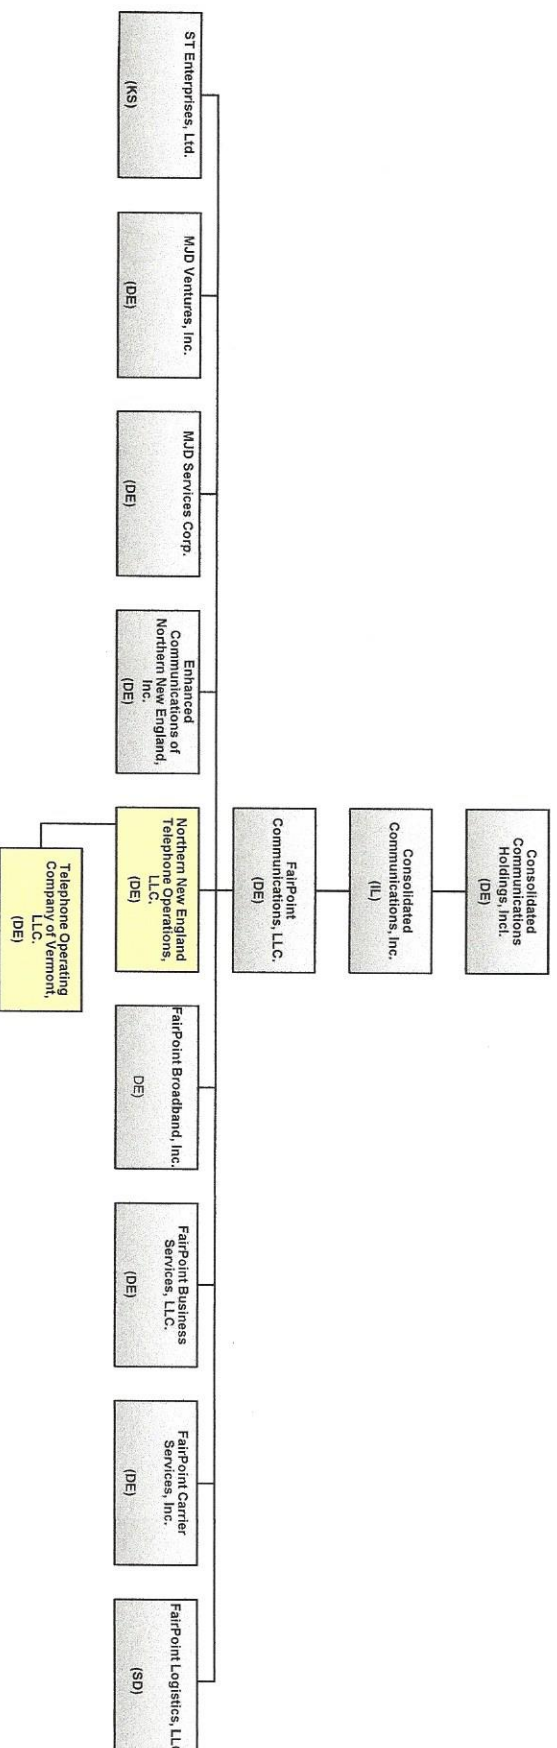 Consolidated
Communications
Holdings, Incl.
(DE)
Consolidated
Communications, Inc.
(IL)
FairPoint
Communications, LLC.
(DE)
ST Enterprises, Ltd.
(KS)
MJD Ventures, Inc.
(DE)
MJD Services Corp.
(DE)
Enhanced
Communications of
Northern New England,
Inc.
(DE)
Northern New England
Telephone Operations,
LLC.
(DE)
FairPoint Broadband, Inc.
DE)
FairPoint Business
Services, LLC.
(DE)
FairPoint Carrier
Services, Inc.
(DE)
FairPoint Logistics, LLC
(SD)
Telephone Operating
Company of Vermont,
LLC.
(DE)